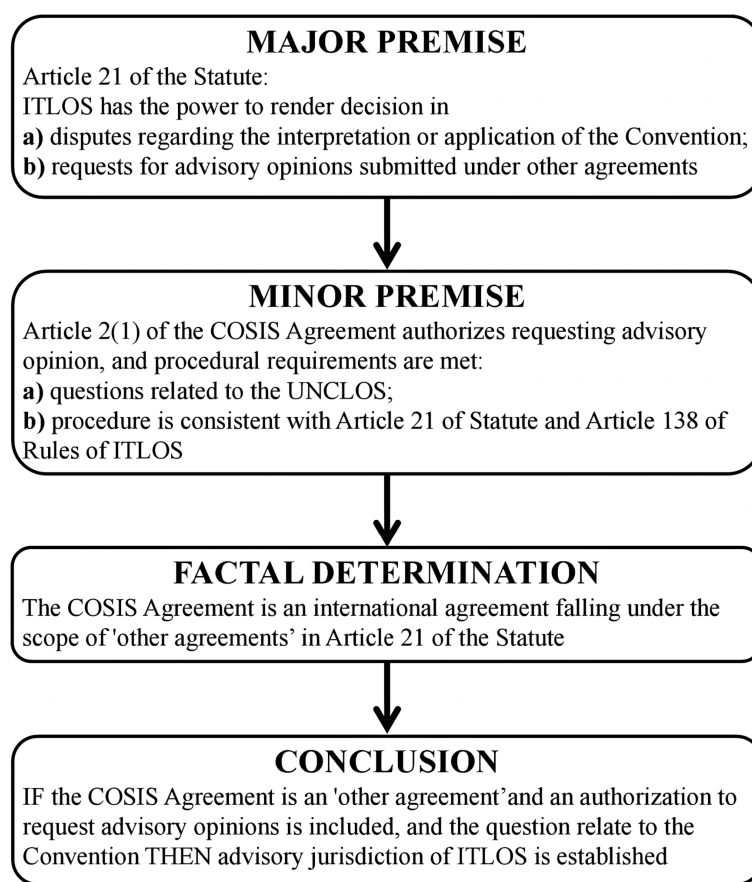 MAJOR PREMISE
Article 21 of the Statute:
ITLOS has the power to render decision in
a) disputes regarding the interpretation or application of the Convention;
b) requests for advisory opinions submitted under other agreements
MINOR PREMISE
Article 2(1) of the COSIS Agreement authorizes requesting advisory
opinion, and procedural requirements are met:
a) questions related to the UNCLOS;
b) procedure is consistent with Article 21 of Statute and Article 138 of
Rules of ITLOS
FACTAL DETERMINATION
The COSIS Agreement is an international agreement falling under the
scope of 'other agreements’ in Article 21 of the Statute
CONCLUSION
IF the COSIS Agreement is an 'other agreement’and an authorization to
request advisory opinions is included, and the question relate to the
Convention THEN advisory jurisdiction of ITLOS is established